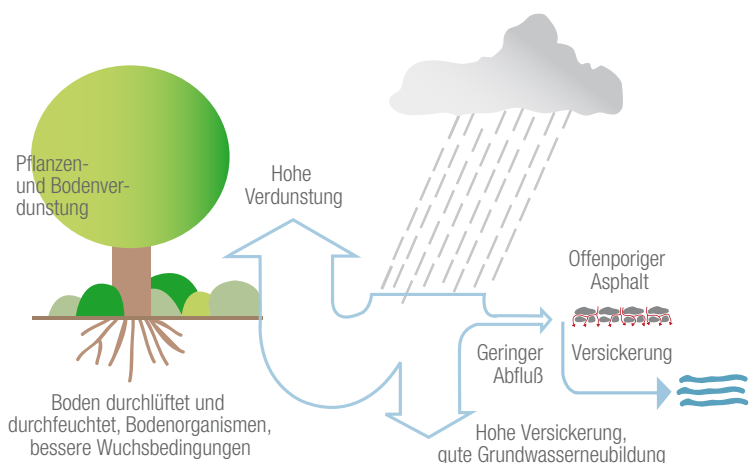 Pflanzen-
und Bodenver-
dunstung
Hohe
Verdunstung
Offenporiger
Asphalt
Geringer
Abfluß
Versickerung
Boden durchlüftet und
durchfeuchtet, Bodenorganismen,
bessere Wuchsbedingungen
Hohe Versickerung,
gute Grundwasserneubildung